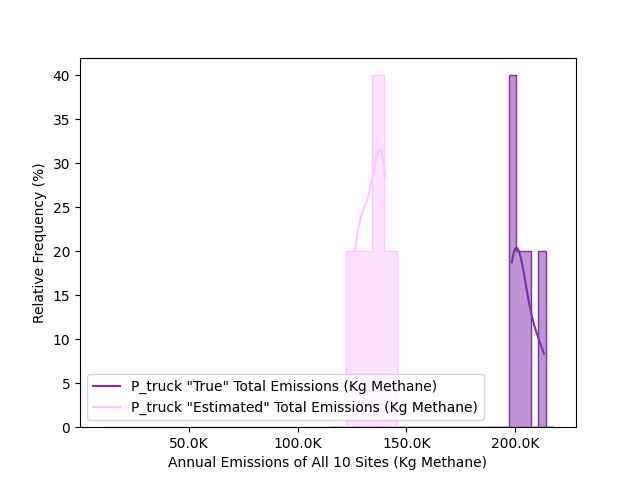 40
35
30
25
20
15
10
5
0
Relative Frequency (%)
P_truck "True" Total Emissions (Kg Methane)
P_truck "Estimated" Total Emissions (Kg Methane)
50.0K 100.0K 150.0K 200.0K
Annual Emissions of All 10 Sites (Kg Methane)